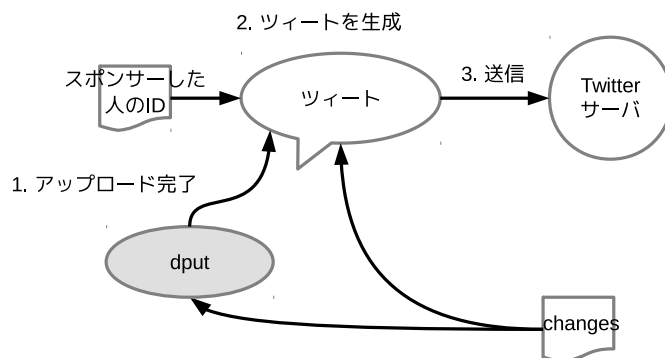 2. ツィートを生成
スポンサーした
人のID
ツィート
3. 送信
Twitter
サーバ
1. アップロード完了
dput
changes